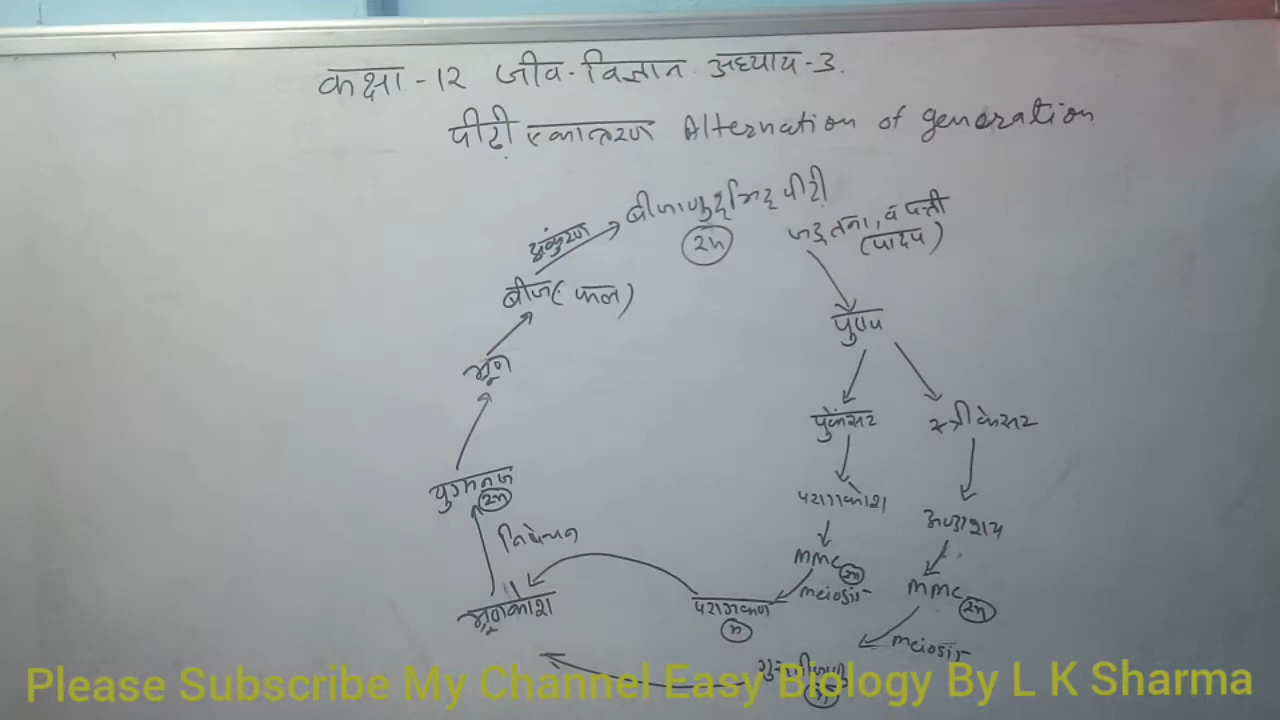 कक्षा - १२ जीव-विज्ञान अध्याय-3.
पीढ़ी एकान्तरण Alternation of generation
बीजाणुदभिद पीढ़ी
2n
जड़ तना, व पत्ती
(पादप)
अंकुरण
बीज (फल)
पुष्प
भ्रूण
पुंकेसर
स्त्रीकेसर
युग्मनज
2n
परागकोश
अण्डाशय
निषेचन
MMC 2n
meiosis
MMC 2n
भ्रूणकोश
परागकण
n
meiosis
Please Subscribe My Channel Easy Biology By L K Sharma